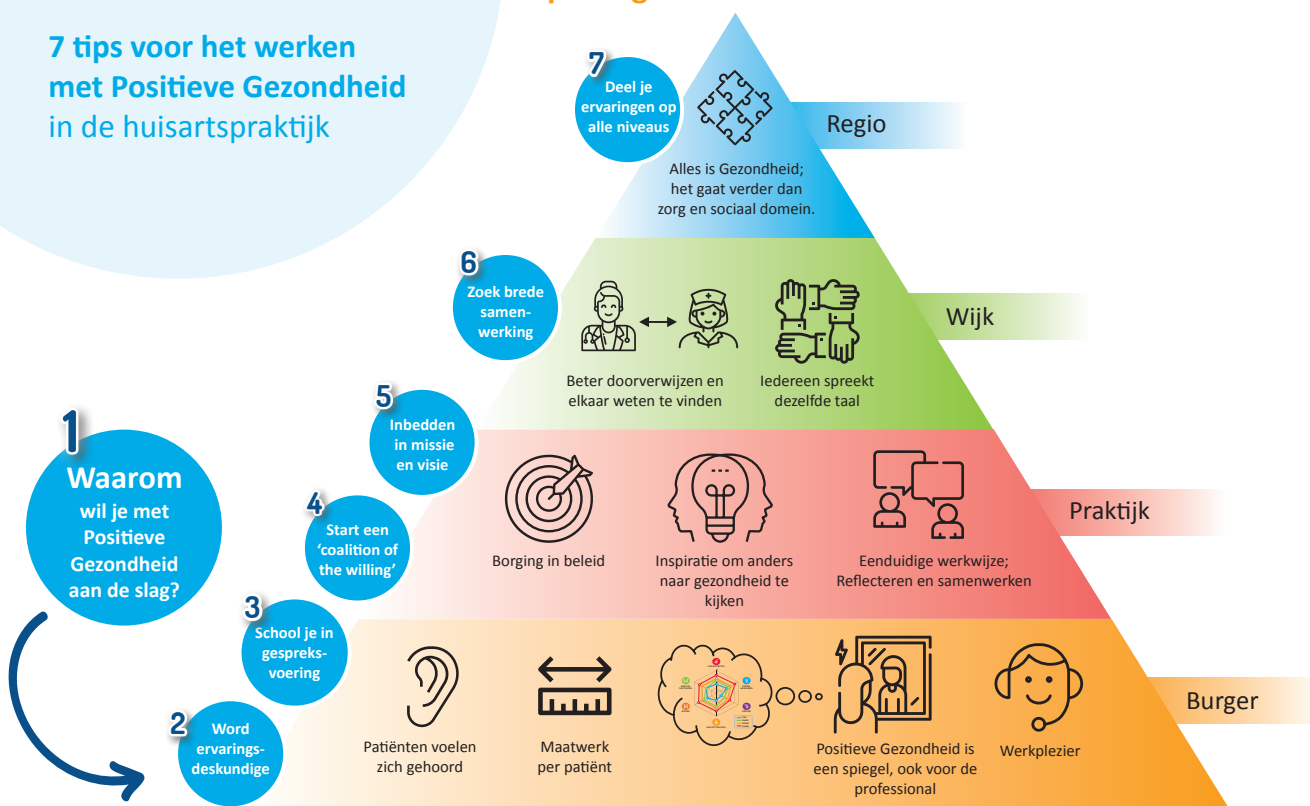 7 tips voor het werken
met Positieve Gezondheid
in de huisartspraktijk
7
Deel je
ervaringen op
alle niveaus
Alles is Gezondheid;
het gaat verder dan
zorg en sociaal domein.
Regio
6
Zoek brede
samen-
werking
Beter doorverwijzen en
elkaar weten te vinden
Iedereen spreekt
dezelfde taal
Wijk
5
Inbedden
in missie
en visie
4
Start een
‘coalition of
the willing’
Borging in beleid
Inspiratie om anders
naar gezondheid te
kijken
Eenduidige werkwijze;
Reflecteren en samenwerken
Praktijk
1
Waarom
wil je met
Positieve
Gezondheid
aan de slag?
3
School je in
gespreks-
voering
2
Word
ervarings-
deskundige
Patiënten voelen
zich gehoord
Maatwerk
per patiënt
Positieve Gezondheid is
een spiegel, ook voor de
professional
Werkplezier
Burger